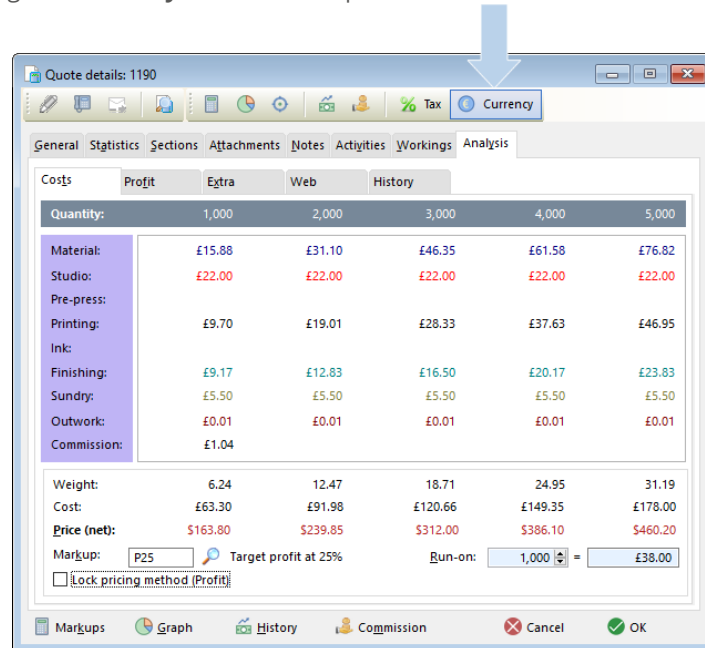 Quote details: 1190
Tax Currency
General Statistics Sections Attachments Notes Activities Workings Analysis
Costs Profit Extra Web History
Quantity: 1,000 2,000 3,000 4,000 5,000
Material: £15.88 £31.10 £46.35 £61.58 £76.82
Studio: £22.00 £22.00 £22.00 £22.00 £22.00
Pre-press:
Printing: £9.70 £19.01 £28.33 £37.63 £46.95
Ink:
Finishing: £9.17 £12.83 £16.50 £20.17 £23.83
Sundry: £5.50 £5.50 £5.50 £5.50 £5.50
Outwork: £0.01 £0.01 £0.01 £0.01 £0.01
Commission: £1.04
Weight: 6.24 12.47 18.71 24.95 31.19
Cost: £63.30 £91.98 £120.66 £149.35 £178.00
Price (net): $163.80 $239.85 $312.00 $386.10 $460.20
Markup: P25 Target profit at 25% Run-on: 1,000 = £38.00
Lock pricing method (Profit)
Markups Graph History Commission Cancel OK